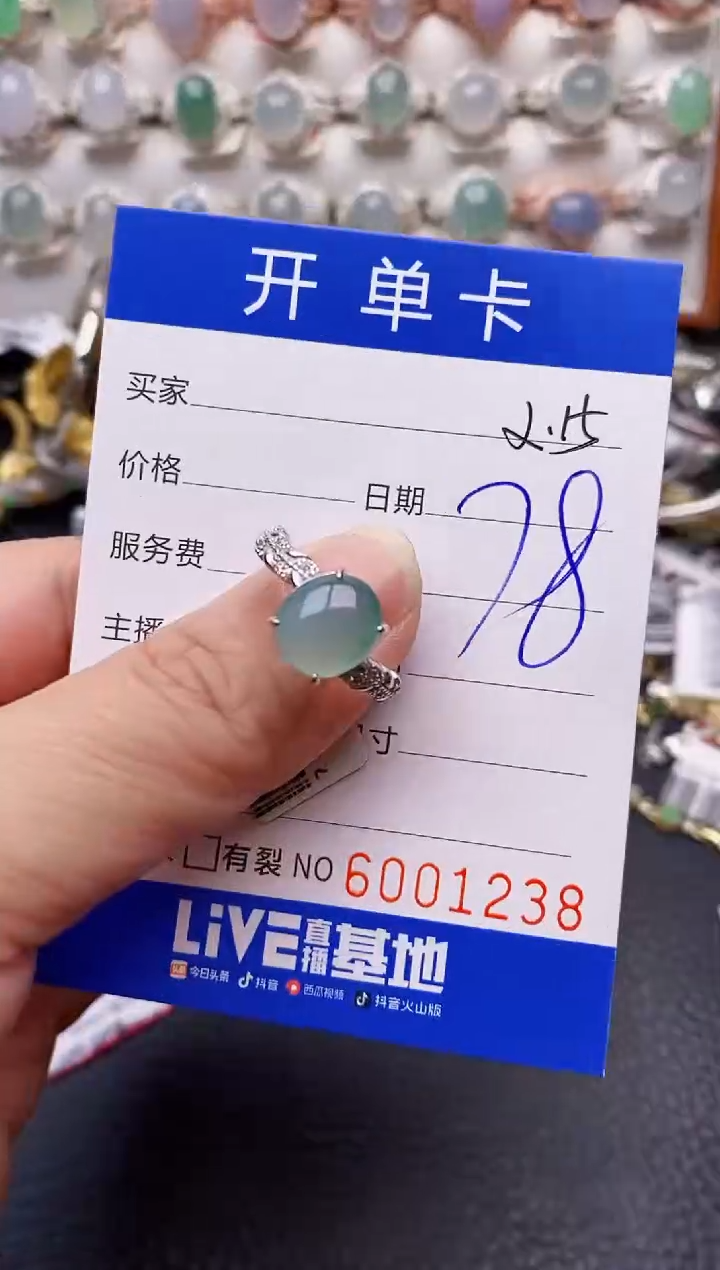 开单卡
买家 2.15
价格 日期
78
服务费
主播
寸
有裂 NO 6001238
LiVE直播基地
今日头条 抖音 西瓜视频 抖音火山版